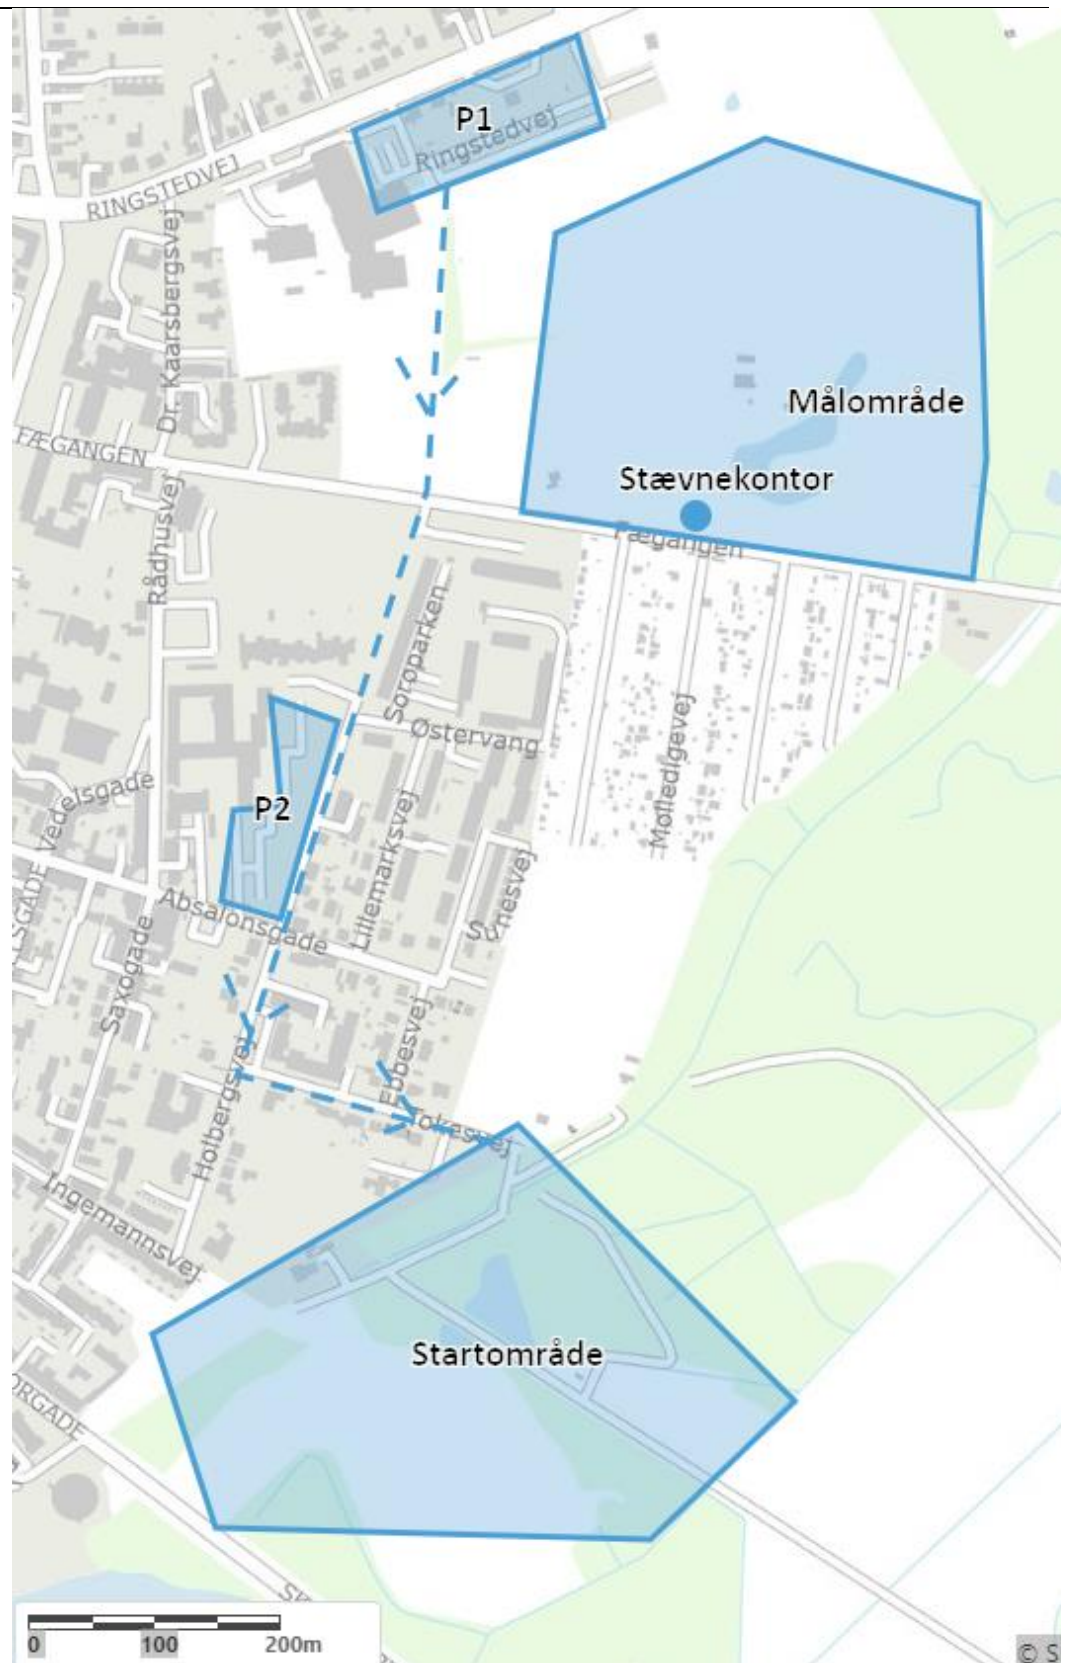 P1
Ringstedvej
RINGSTEDVEJ
Dr. Kaarsbergsvej
Målområde
FÆGANGEN
Stævnekontor
Fægangen
Rådhusvej
Soroparken
Østervang
Mølledigevej
Vedelsgade
P2
Lillemarksvej
Sunesvej
Absalonsgade
Saxogade
Ebbesvej
Holbergsvej
Tokesvej
Ingemannsvej
Startområde
0 100 200m
© S